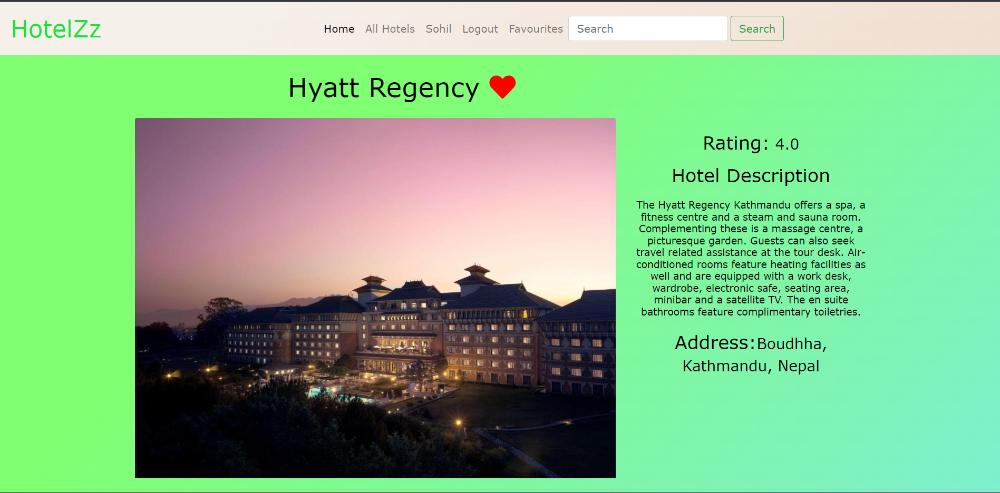 HotelZz
Home All Hotels Sohil Logout Favourites Search Search
Hyatt Regency
Rating: 4.0
Hotel Description
The Hyatt Regency Kathmandu offers a spa, a
fitness centre and a steam and sauna room.
Complementing these is a massage centre, a
picturesque garden. Guests can also seek
travel related assistance at the tour desk. Air-
conditioned rooms feature heating facilities as
well and are equipped with a work desk,
wardrobe, electronic safe, seating area,
minibar and a satellite TV. The en suite
bathrooms feature complimentary toiletries.
Address:Boudhha,
Kathmandu, Nepal